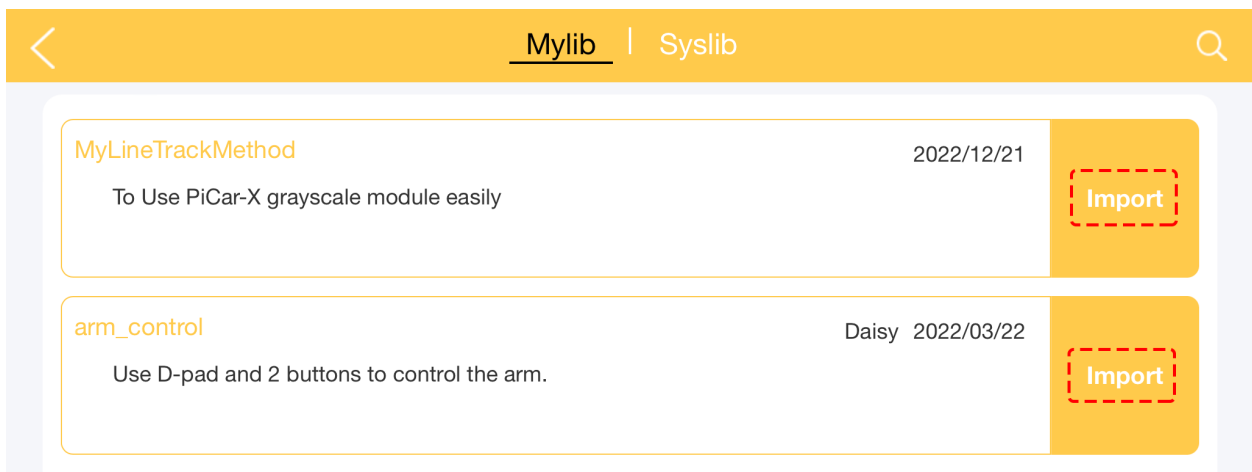 Mylib | Syslib
MyLineTrackMethod 2022/12/21
To Use PiCar-X grayscale module easily
Import
arm_control Daisy 2022/03/22
Use D-pad and 2 buttons to control the arm.
Import